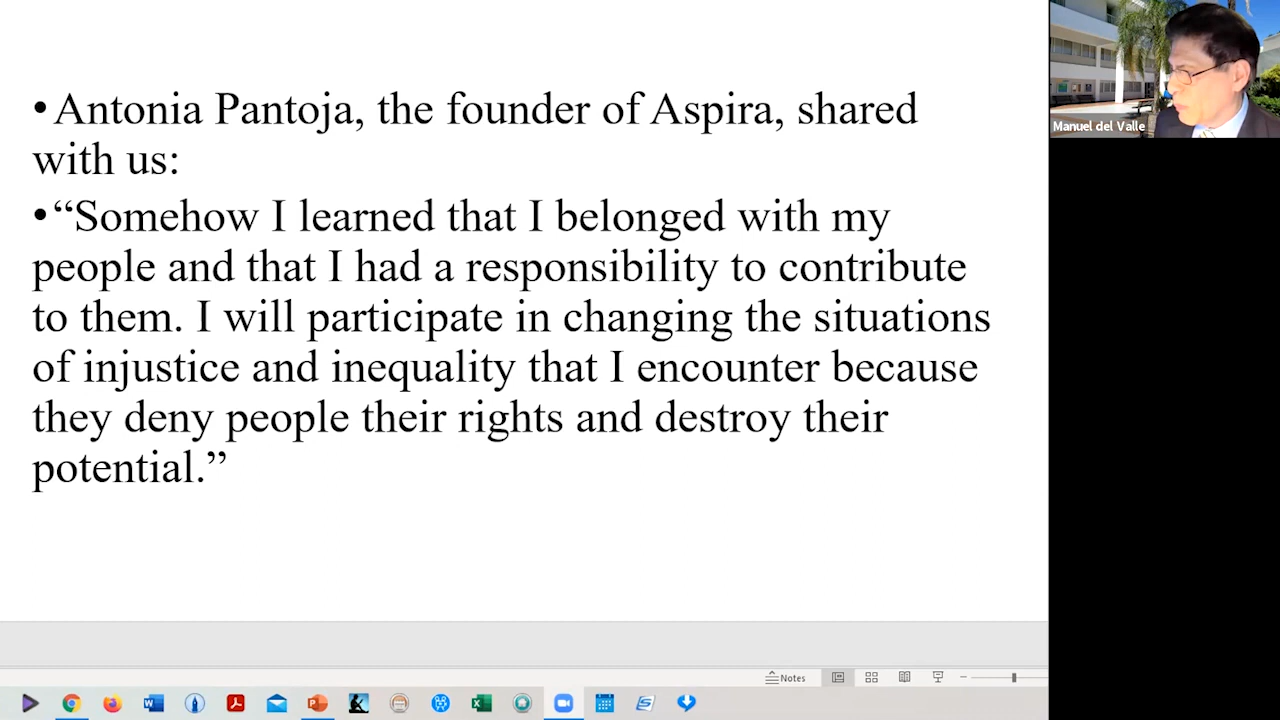 • Antonia Pantoja, the founder of Aspira, shared
with us:
• “Somehow I learned that I belonged with my
people and that I had a responsibility to contribute
to them. I will participate in changing the situations
of injustice and inequality that I encounter because
they deny people their rights and destroy their
potential.”
Manuel del Valle
Notes